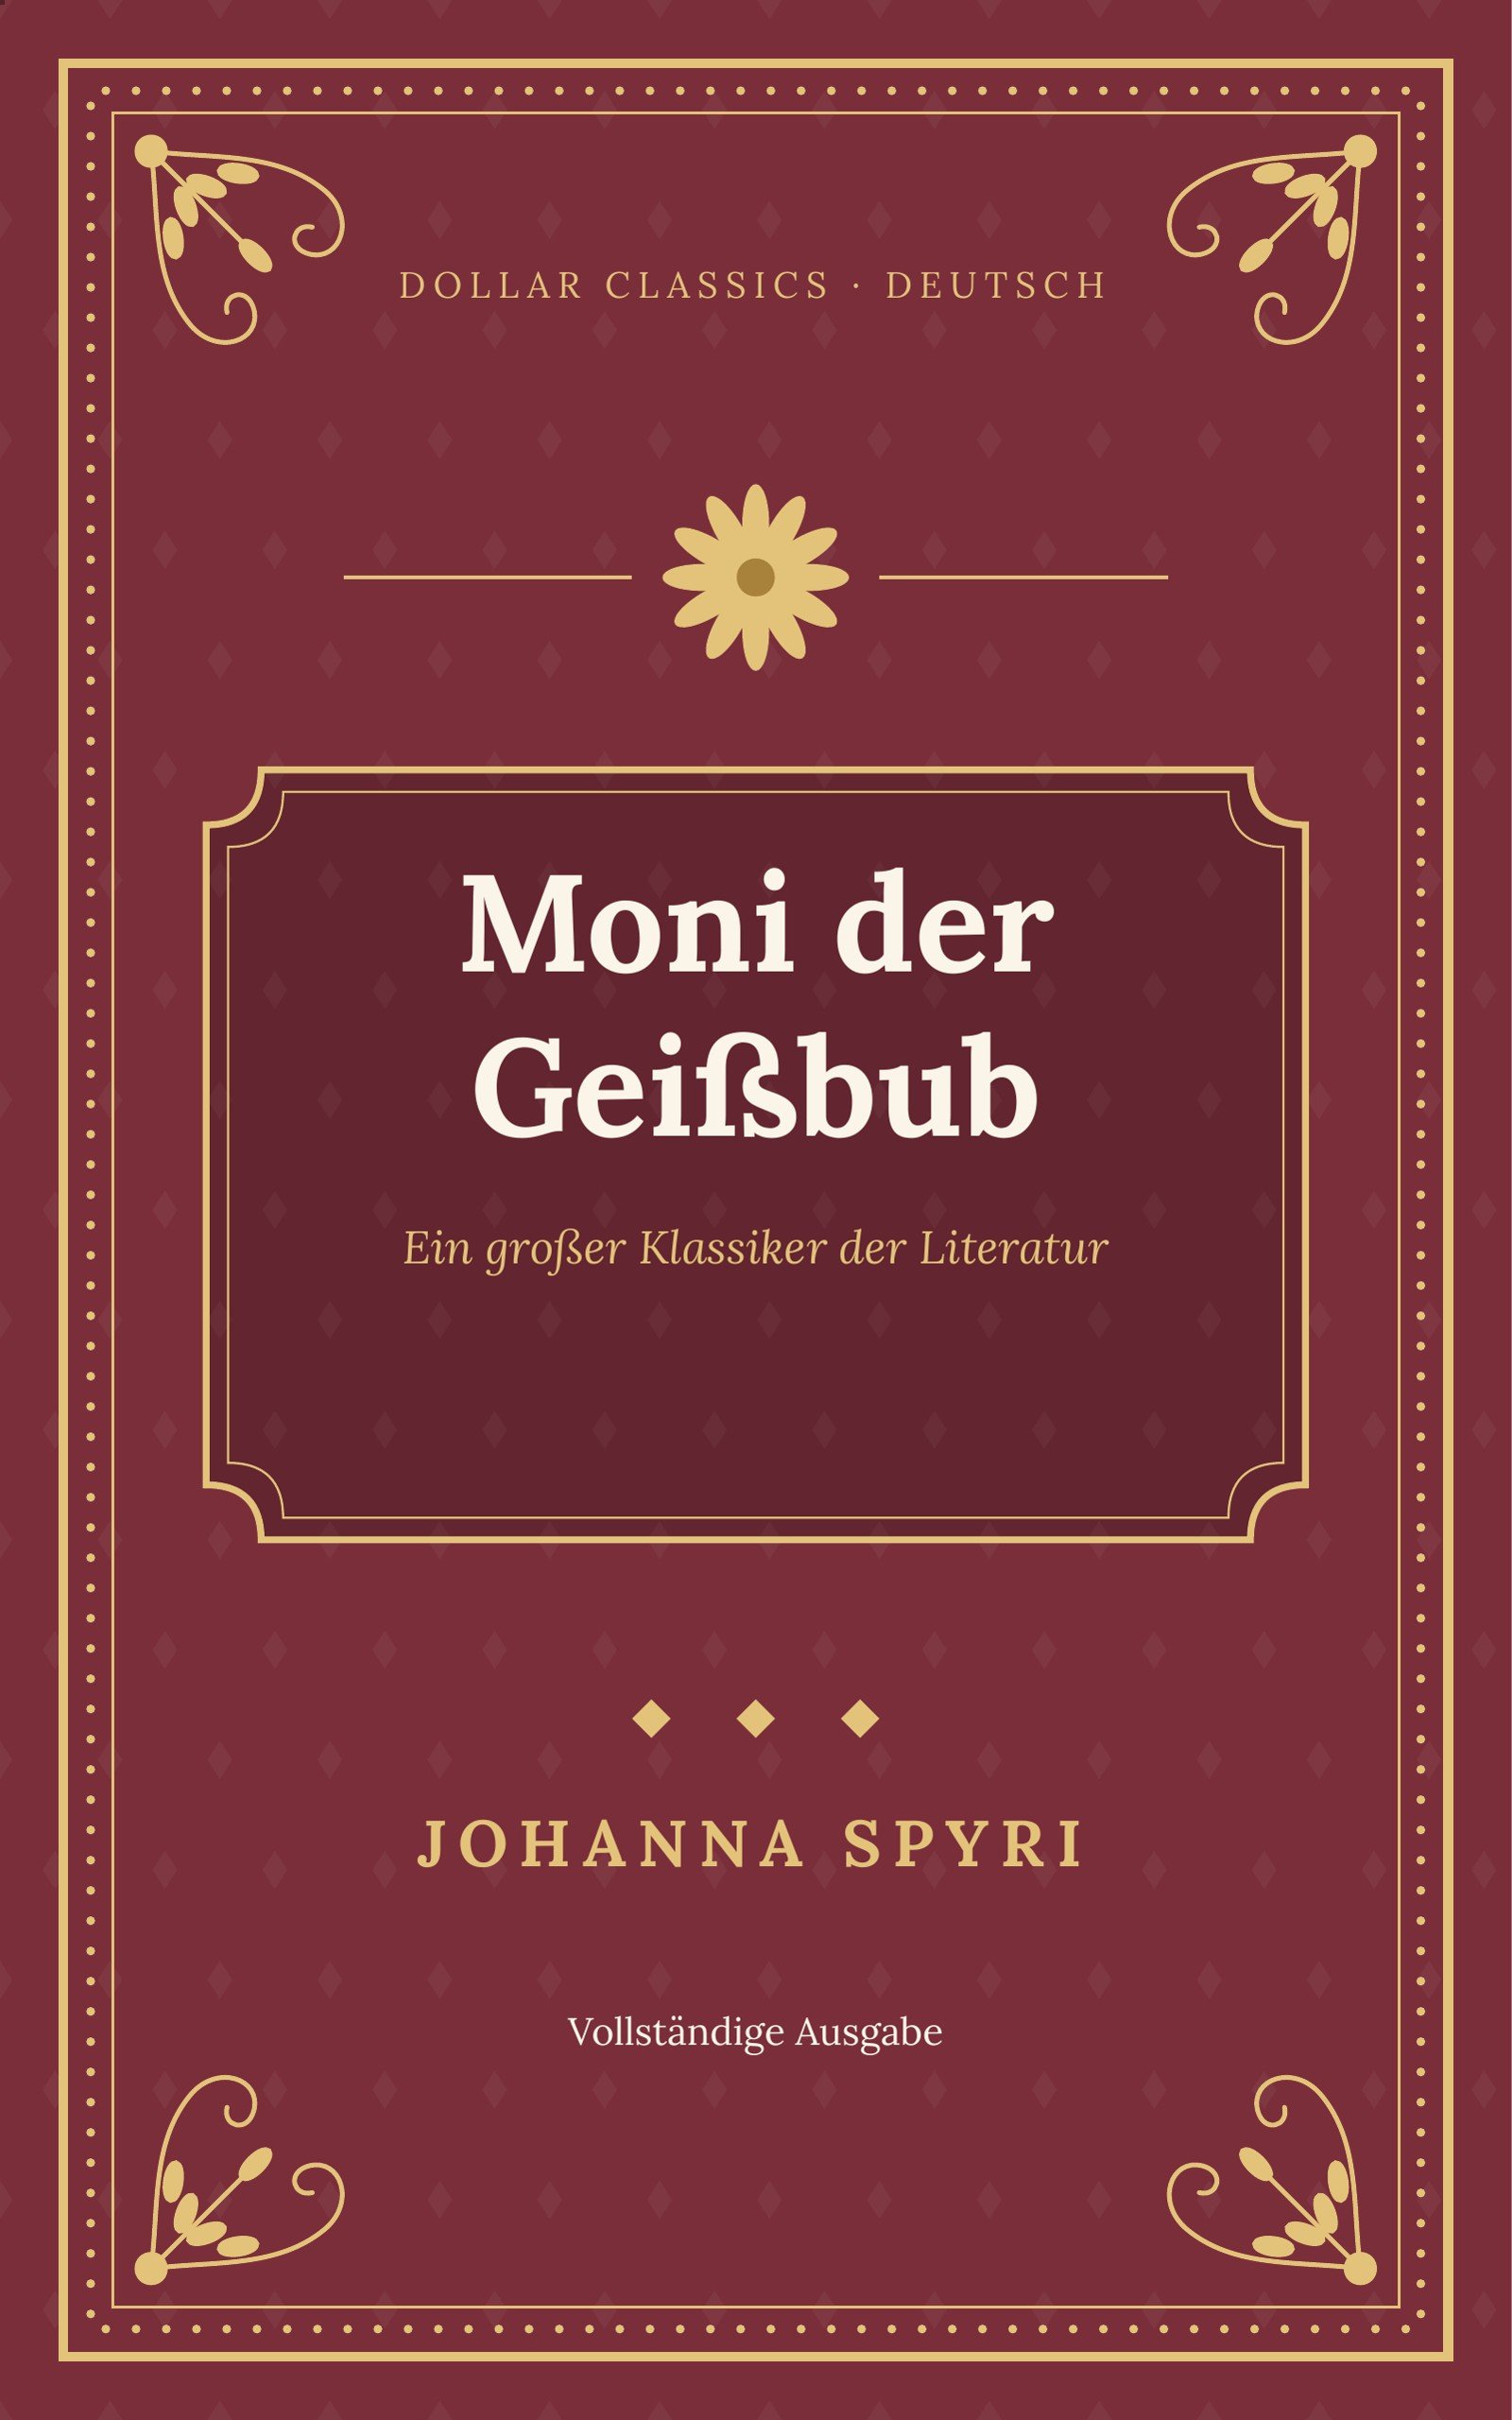 DOLLAR CLASSICS · DEUTSCH
Moni der
Geißbub
Ein großer Klassiker der Literatur
JOHANNA SPYRI
Vollständige Ausgabe